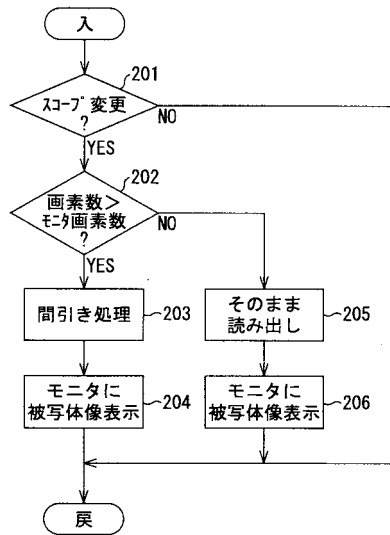 入
201
ｽｺｰﾌﾟ変更
?
NO
YES
202
画素数>
ﾓﾆﾀ画素数
?
NO
YES
間引き処理
203
そのまま
読み出し
205
モニタに
被写体像表示
204
モニタに
被写体像表示
206
戻